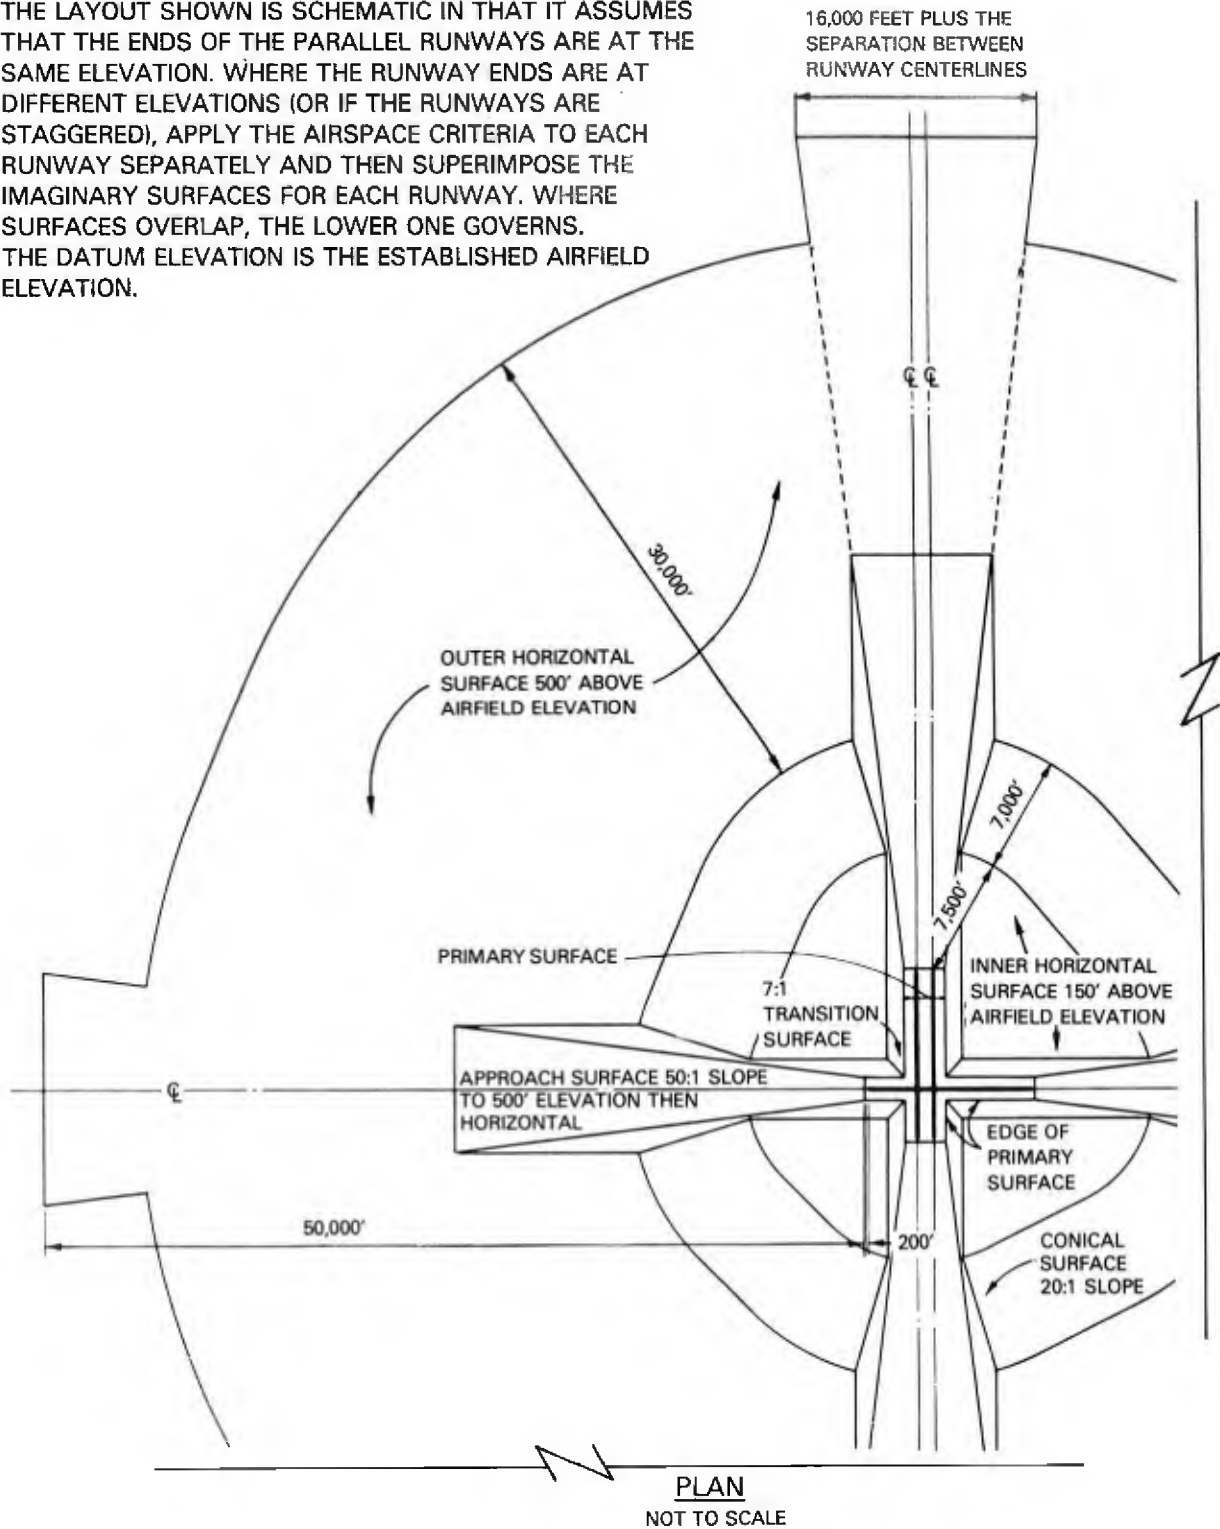 THE LAYOUT SHOWN IS SCHEMATIC IN THAT IT ASSUMES
THAT THE ENDS OF THE PARALLEL RUNWAYS ARE AT THE
SAME ELEVATION. WHERE THE RUNWAY ENDS ARE AT
DIFFERENT ELEVATIONS (OR IF THE RUNWAYS ARE
STAGGERED), APPLY THE AIRSPACE CRITERIA TO EACH
RUNWAY SEPARATELY AND THEN SUPERIMPOSE THE
IMAGINARY SURFACES FOR EACH RUNWAY. WHERE
SURFACES OVERLAP, THE LOWER ONE GOVERNS.
THE DATUM ELEVATION IS THE ESTABLISHED AIRFIELD
ELEVATION.
16,000 FEET PLUS THE
SEPARATION BETWEEN
RUNWAY CENTERLINES
℄ ℄
30,000'
OUTER HORIZONTAL
SURFACE 500' ABOVE
AIRFIELD ELEVATION
7,000'
7,500'
PRIMARY SURFACE
INNER HORIZONTAL
SURFACE 150' ABOVE
AIRFIELD ELEVATION
7:1
TRANSITION
SURFACE
℄
APPROACH SURFACE 50:1 SLOPE
TO 500' ELEVATION THEN
HORIZONTAL
EDGE OF
PRIMARY
SURFACE
50,000'
200'
CONICAL
SURFACE
20:1 SLOPE
PLAN
NOT TO SCALE